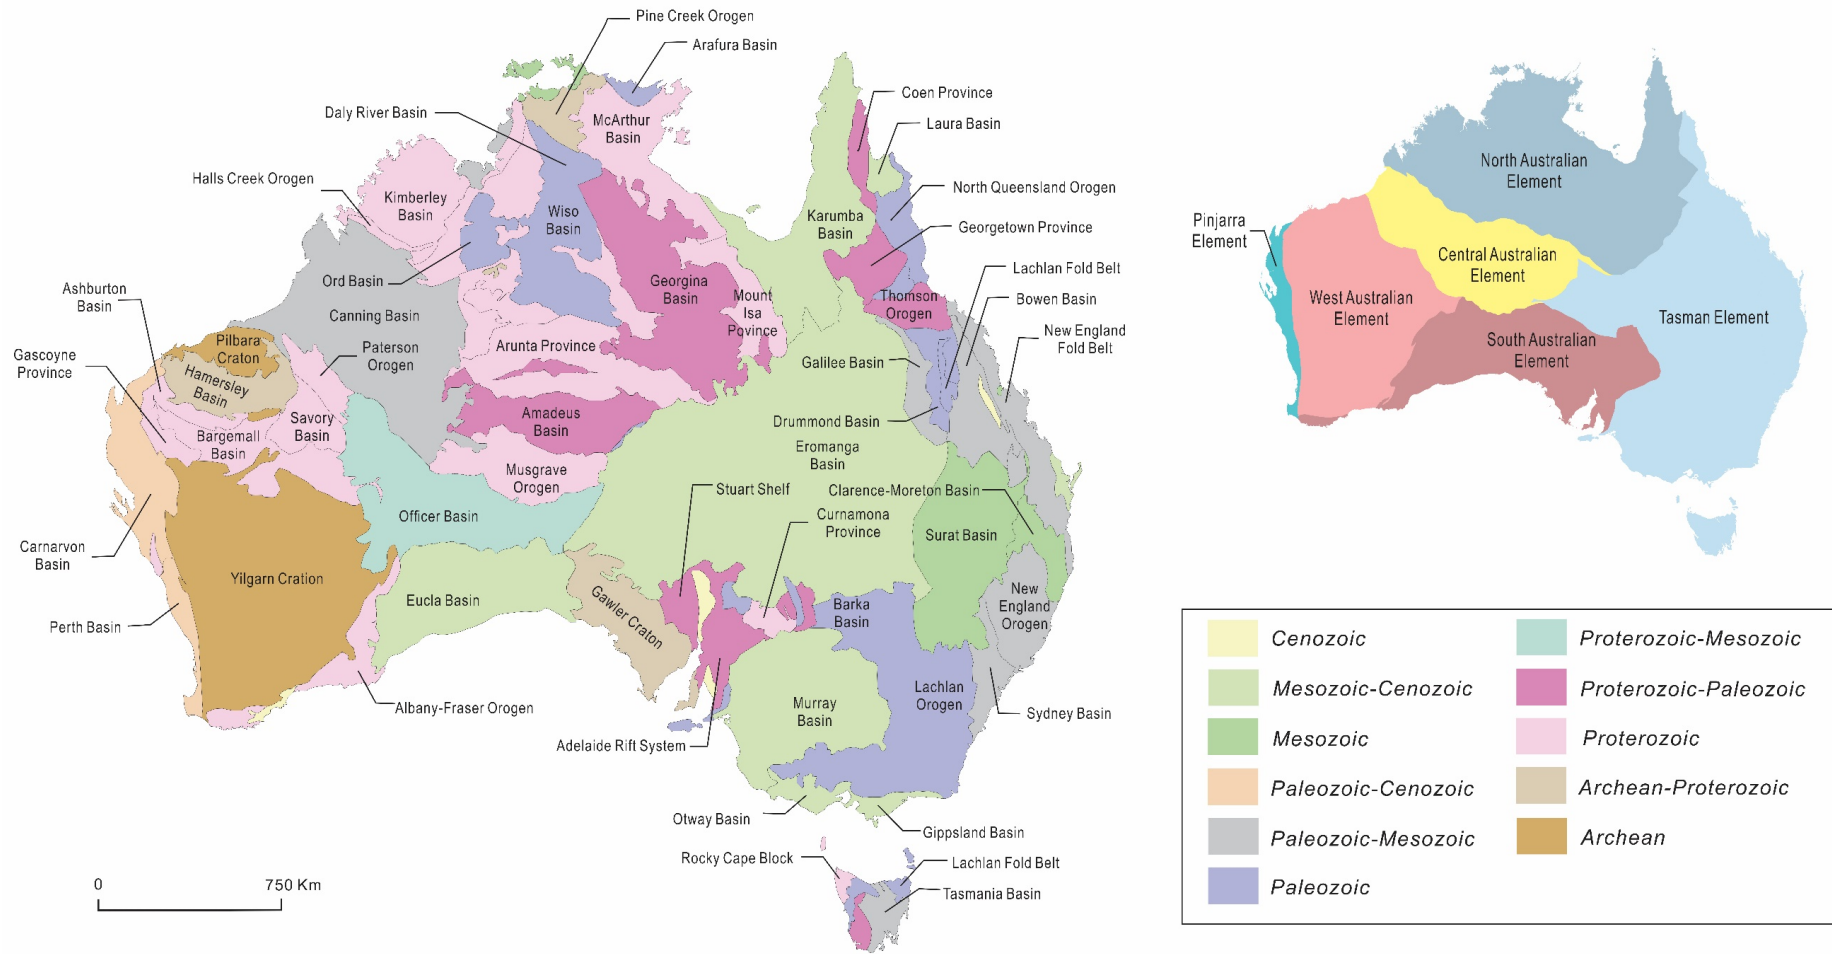 Pine Creek Orogen
Arafura Basin
Daly River Basin
McArthur
Basin
Coen Province
Laura Basin
Halls Creek Orogen
Kimberley
Basin
Wiso
Basin
Karumba
Basin
North Queensland Orogen
Georgetown Province
Ord Basin
Georgina
Basin
Mount
Isa
Povince
Thomson
Orogen
Lachlan Fold Belt
Bowen Basin
New England
Fold Belt
Ashburton
Basin
Canning Basin
Pilbara
Craton
Paterson
Orogen
Arunta Province
Galilee Basin
Gascoyne
Province
Hamersley
Basin
Savory
Basin
Bargemall
Basin
Amadeus
Basin
Drummond Basin
Eromanga
Basin
Musgrave
Orogen
Stuart Shelf
Clarence-Moreton Basin
Curnamona
Province
Officer Basin
Surat Basin
Carnarvon
Basin
Yilgarn Cration
Eucla Basin
Gawler Craton
Barka
Basin
New
England
Orogen
Perth Basin
Albany-Fraser Orogen
Murray
Basin
Lachlan
Orogen
Sydney Basin
Adelaide Rift System
Otway Basin
Gippsland Basin
Rocky Cape Block
Lachlan Fold Belt
Tasmania Basin
0 750 Km
North Australian
Element
Pinjarra
Element
Central Australian
Element
West Australian
Element
South Australian
Element
Tasman Element
Cenozoic
Mesozoic-Cenozoic
Mesozoic
Paleozoic-Cenozoic
Paleozoic-Mesozoic
Paleozoic
Proterozoic-Mesozoic
Proterozoic-Paleozoic
Proterozoic
Archean-Proterozoic
Archean